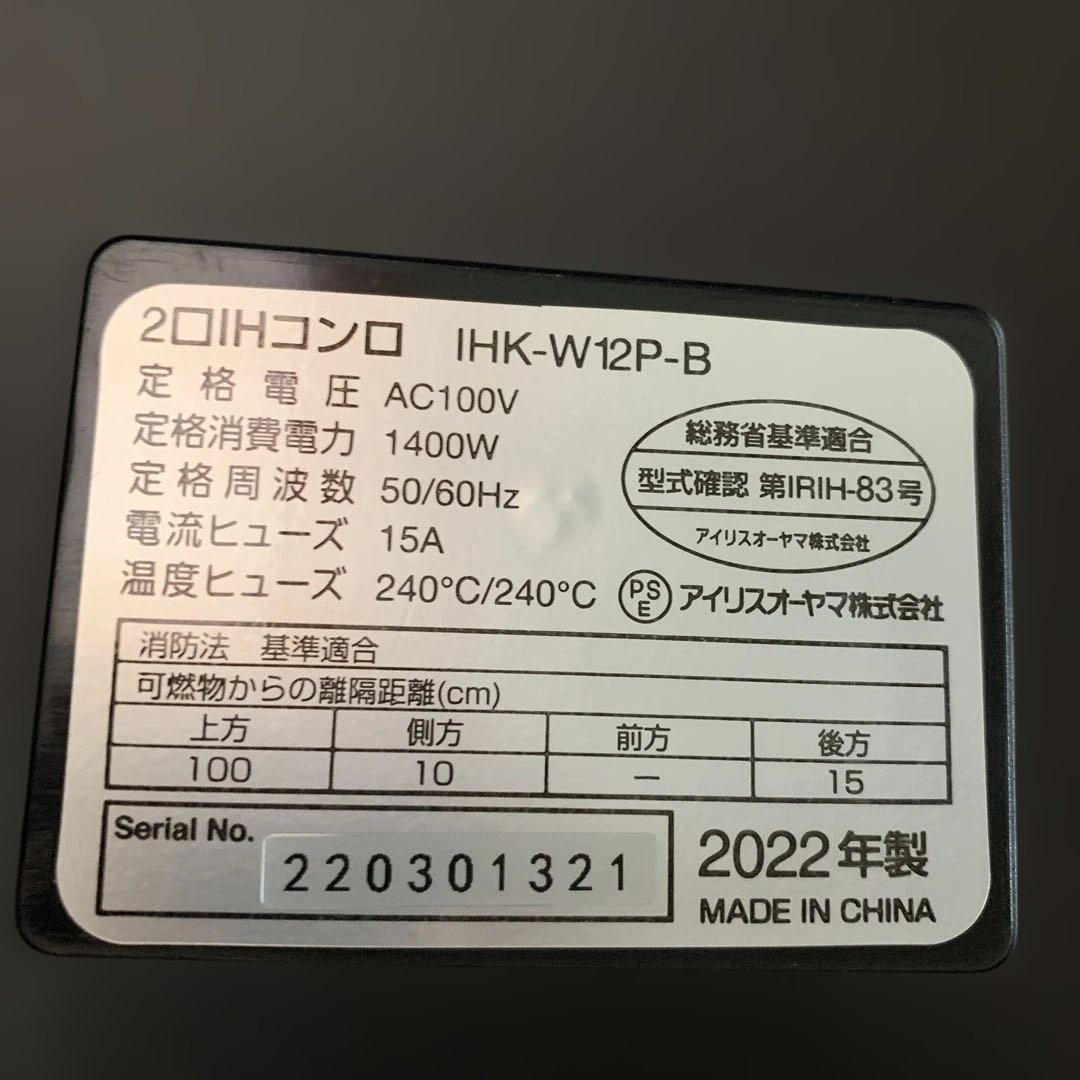 2口IHコンロ IHK-W12P-B
定格電圧 AC100V
定格消費電力 1400W
定格周波数 50/60Hz
電流ヒューズ 15A
温度ヒューズ 240°C/240°C
総務省基準適合
型式確認 第IRIH-83号
アイリスオーヤマ株式会社
PSE アイリスオーヤマ株式会社
消防法 基準適合
可燃物からの離隔距離(cm)
上方 側方 前方 後方
100 10 － 15
Serial No. 220301321
2022年製
MADE IN CHINA